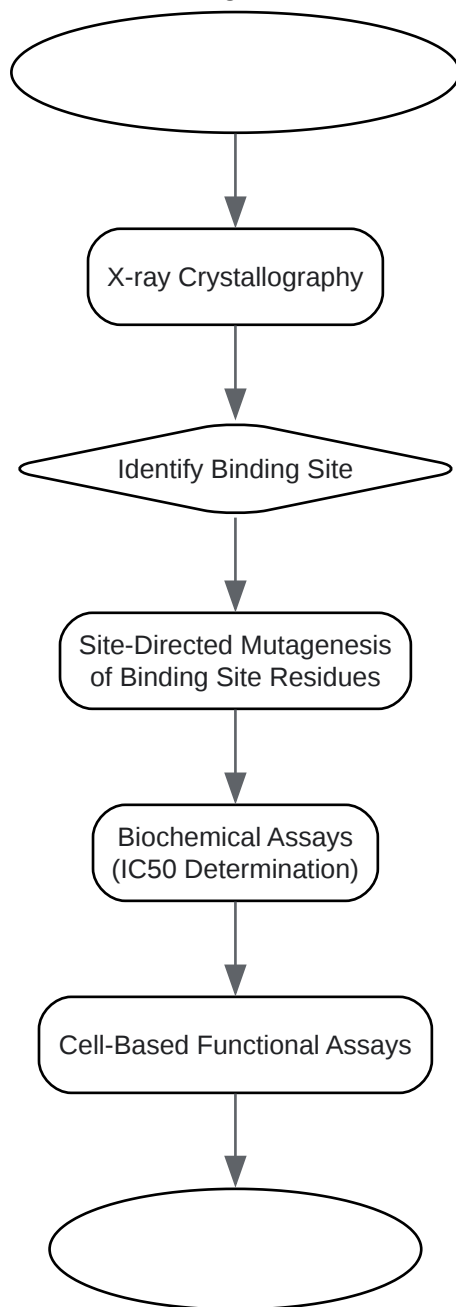 X-ray Crystallography
Identify Binding Site
Site-Directed Mutagenesis
of Binding Site Residues
Biochemical Assays
(IC50 Determination)
Cell-Based Functional Assays